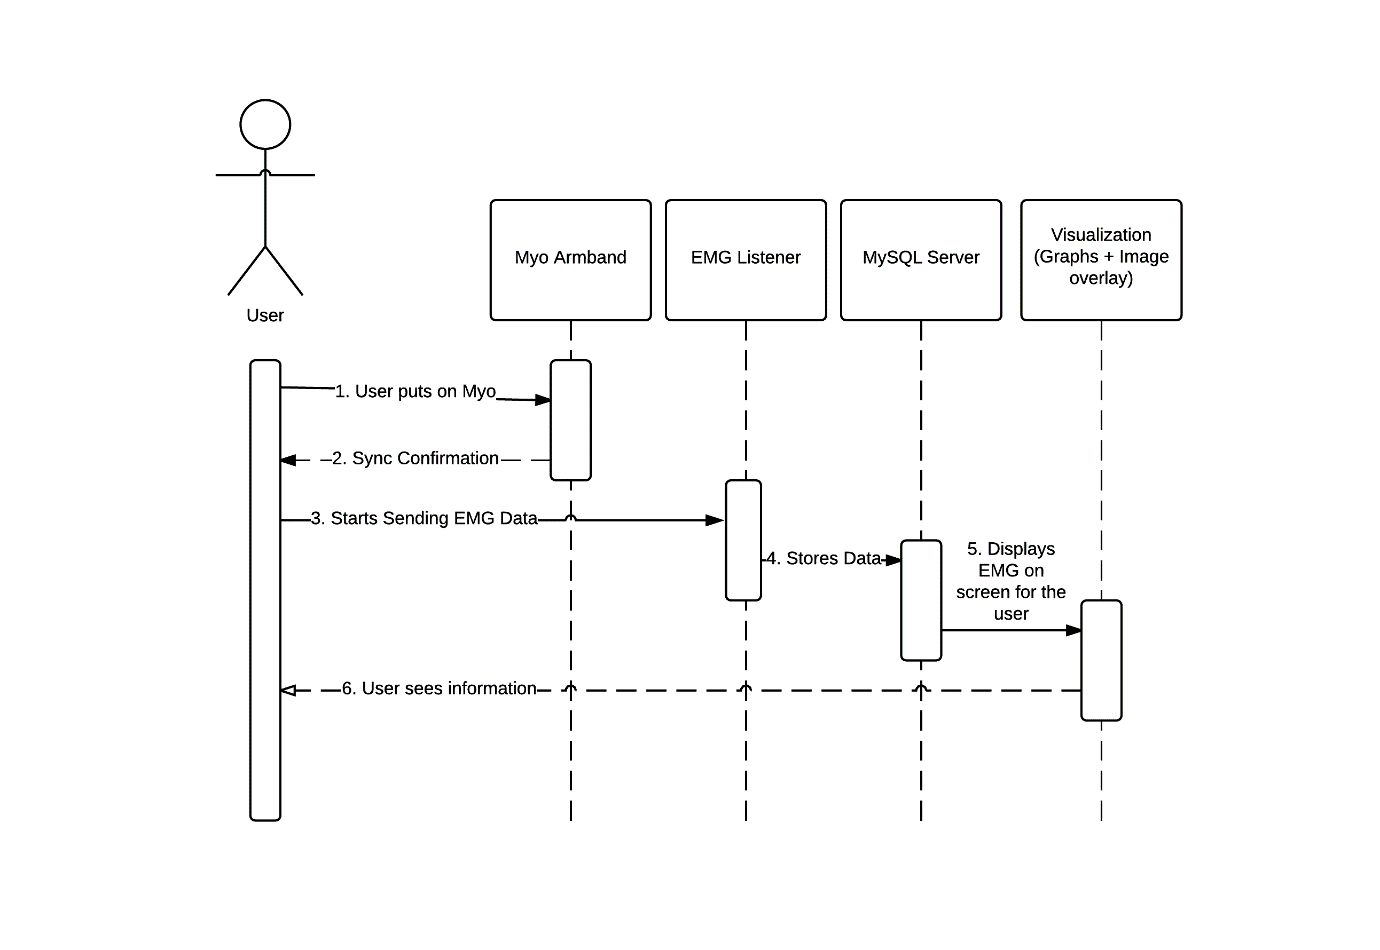 User
Myo Armband
EMG Listener
MySQL Server
Visualization
(Graphs + Image
overlay)
1. User puts on Myo
2. Sync Confirmation
3. Starts Sending EMG Data
4. Stores Data
5. Displays
EMG on
screen for the
user
6. User sees information